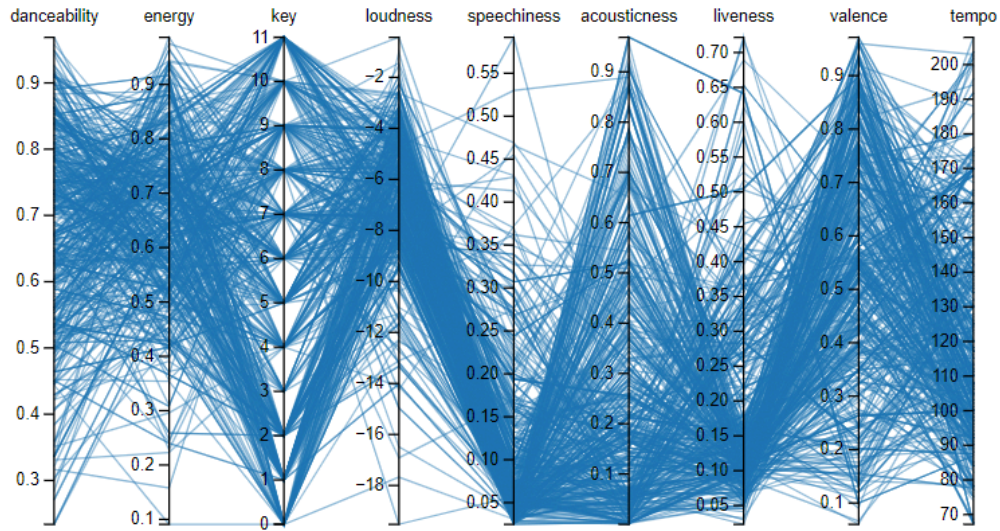 danceability energy key loudness speechiness acousticness liveness valence tempo
0.9 0.8 0.7 0.6 0.5 0.4 0.3
0.9 0.8 0.7 0.6 0.5 0.4 0.3 0.2 0.1
11 10 9 8 7 6 5 4 3 2 1 0
−2 −4 −6 −8 −10 −12 −14 −16 −18
0.55 0.50 0.45 0.40 0.35 0.30 0.25 0.20 0.15 0.10 0.05
0.9 0.8 0.7 0.6 0.5 0.4 0.3 0.2 0.1
0.70 0.65 0.60 0.55 0.50 0.45 0.40 0.35 0.30 0.25 0.20 0.15 0.10 0.05
0.9 0.8 0.7 0.6 0.5 0.4 0.3 0.2 0.1
200 190 180 170 160 150 140 130 120 110 100 90 80 70